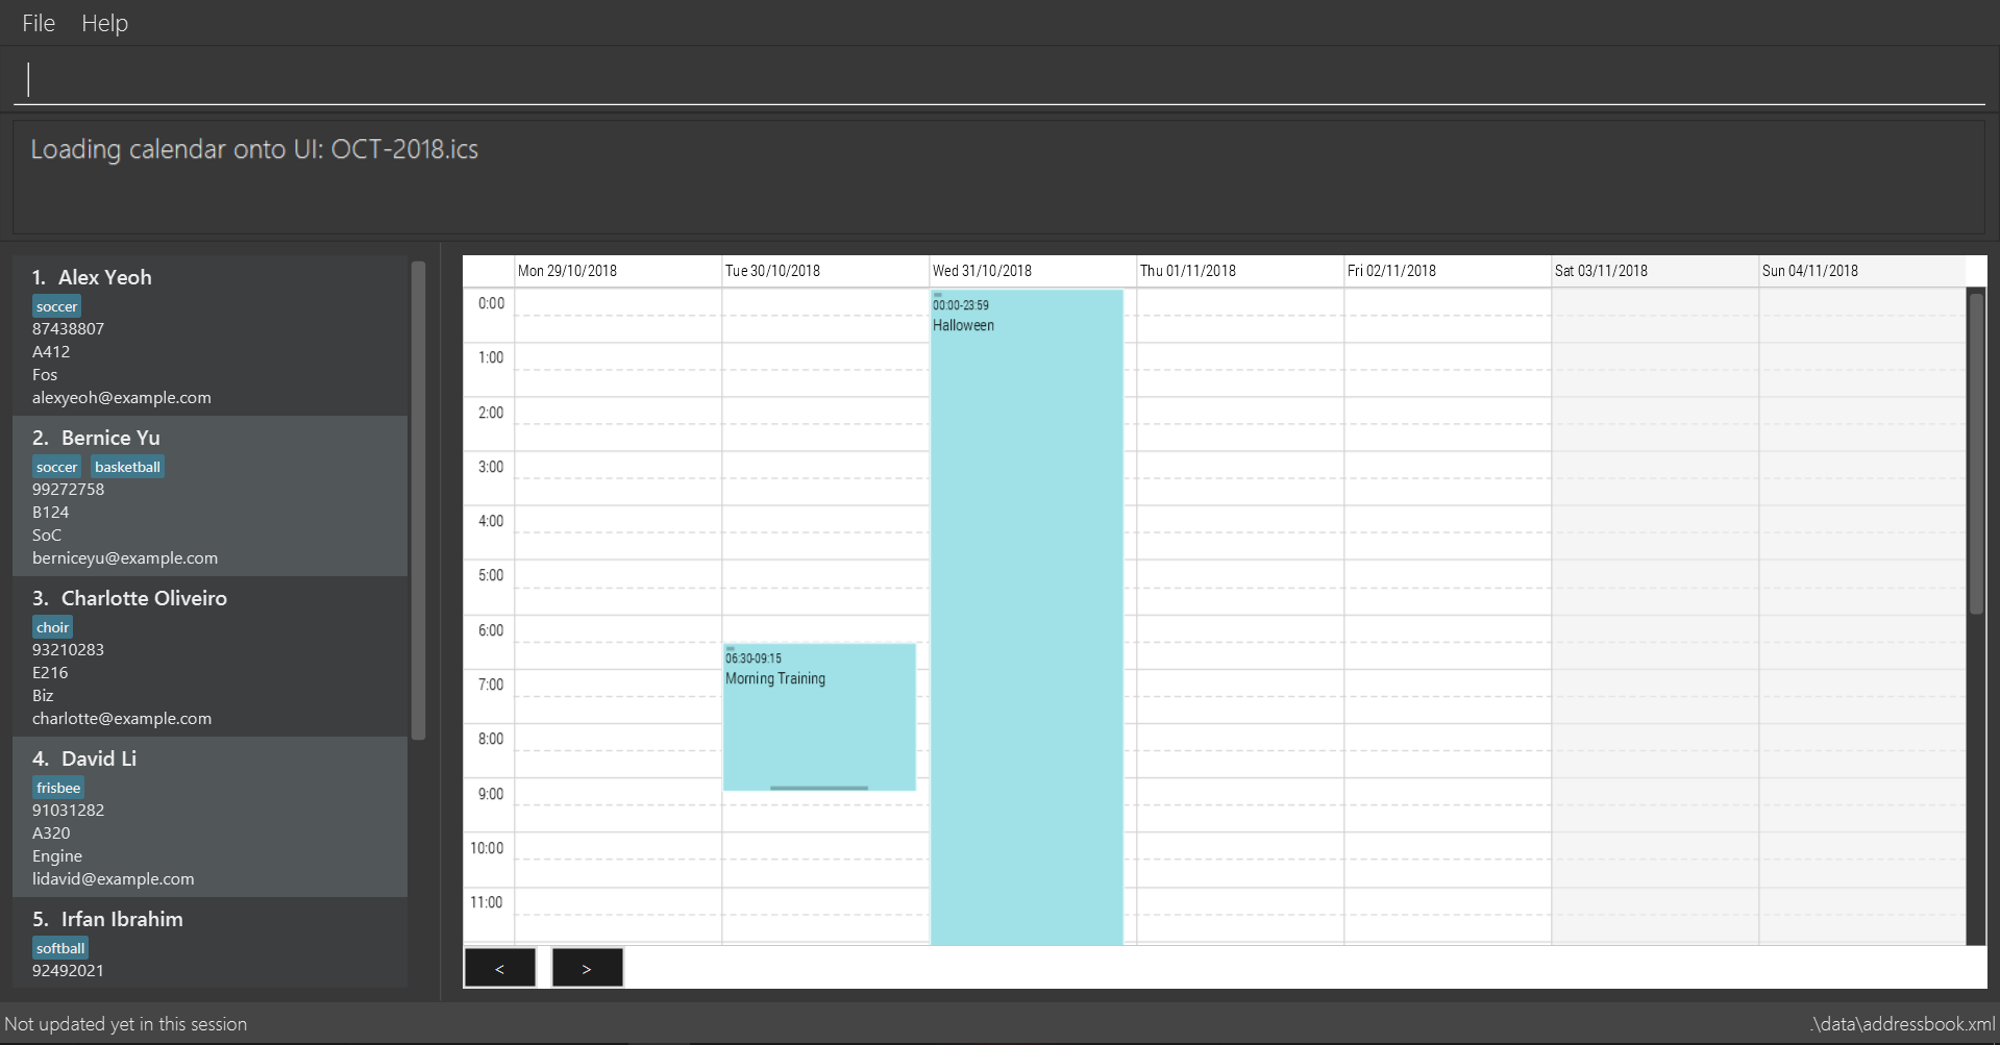 File Help
Loading calendar onto UI: OCT-2018.ics
1. Alex Yeoh
soccer
87438807
A412
Fos
alexyeoh@example.com
2. Bernice Yu
soccer basketball
99272758
B124
SoC
berniceyu@example.com
3. Charlotte Oliveiro
choir
93210283
E216
Biz
charlotte@example.com
4. David Li
frisbee
91031282
A320
Engine
lidavid@example.com
5. Irfan Ibrahim
softball
92492021
Mon 29/10/2018 Tue 30/10/2018 Wed 31/10/2018 Thu 01/11/2018 Fri 02/11/2018 Sat 03/11/2018 Sun 04/11/2018
0:00
00:00-23:59
Halloween
1:00
2:00
3:00
4:00
5:00
6:00
06:30-09:15
Morning Training
7:00
8:00
9:00
10:00
11:00
< >
Not updated yet in this session
.\data\addressbook.xml